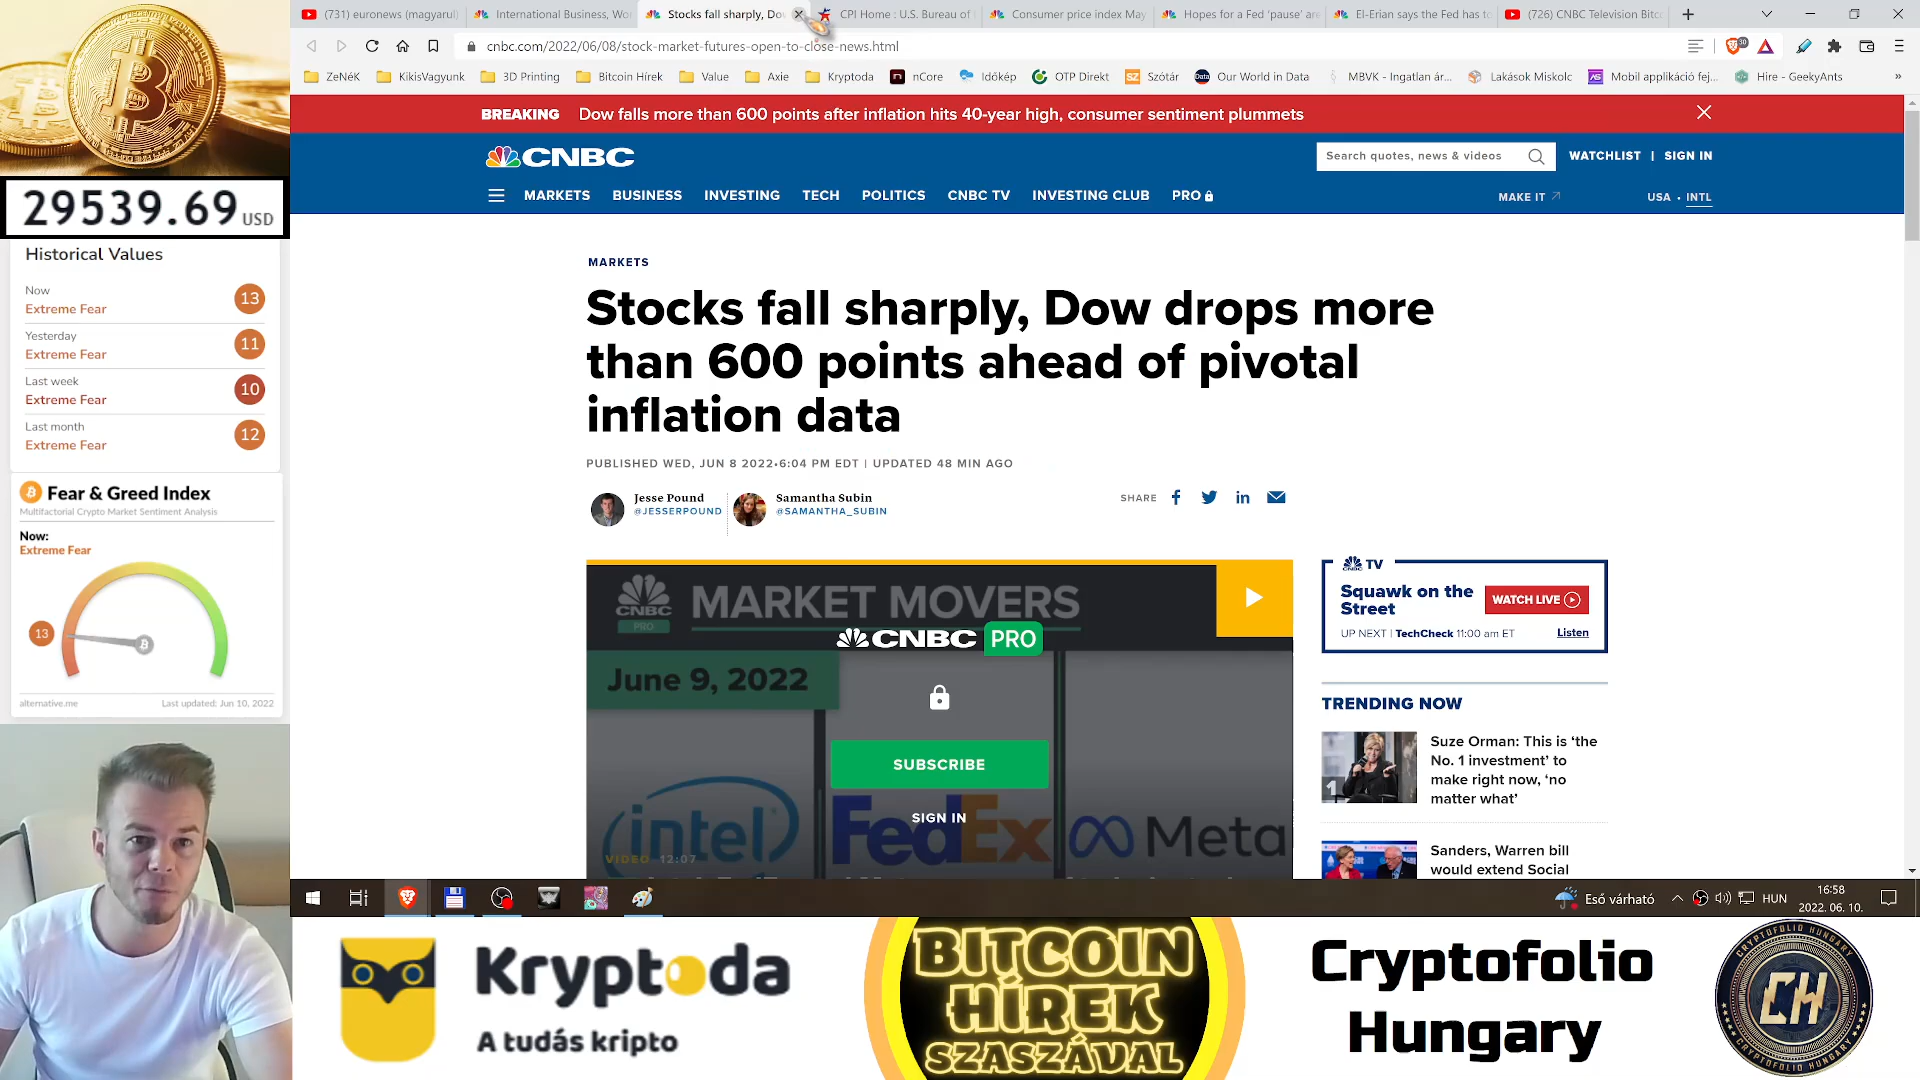 (731) euronews (magyarul)
International Business, Wor
Stocks fall sharply, Dow
CPI Home : U.S. Bureau of
Consumer price index May
Hopes for a Fed 'pause' are
El-Erian says the Fed has to
(726) CNBC Television Bitc
cnbc.com/2022/06/08/stock-market-futures-open-to-close-news.html
30
ZeNéK
KikisVagyunk
3D Printing
Bitcoin Hírek
Value
Axie
Kryptoda
nCore
Időkép
OTP Direkt
SZ Szótár
Our World in Data
MBVK - Ingatlan ár...
Lakások Miskolc
Mobil applikáció fej...
Hire - GeekyAnts
BREAKING Dow falls more than 600 points after inflation hits 40-year high, consumer sentiment plummets
CNBC
Search quotes, news & videos
WATCHLIST | SIGN IN
MARKETS BUSINESS INVESTING TECH POLITICS CNBC TV INVESTING CLUB PRO
MAKE IT
USA • INTL
29539.69 USD
Historical Values
Now
Extreme Fear
13
Yesterday
Extreme Fear
11
Last week
Extreme Fear
10
Last month
Extreme Fear
12
Fear & Greed Index
Multifactorial Crypto Market Sentiment Analysis
Now:
Extreme Fear
13
alternative.me
Last updated: Jun 10, 2022
MARKETS
Stocks fall sharply, Dow drops more
than 600 points ahead of pivotal
inflation data
PUBLISHED WED, JUN 8 2022•6:04 PM EDT | UPDATED 48 MIN AGO
Jesse Pound
@JESSERPOUND
Samantha Subin
@SAMANTHA_SUBIN
SHARE
CNBC
PRO
MARKET MOVERS
CNBC PRO
June 9, 2022
SUBSCRIBE
SIGN IN
intel
FedEx
Meta
VIDEO 12:07
TV
Squawk on the
Street
WATCH LIVE
UP NEXT | TechCheck 11:00 am ET
Listen
TRENDING NOW
1
Suze Orman: This is 'the
No. 1 investment' to
make right now, 'no
matter what'
Sanders, Warren bill
would extend Social
Eső várható
HUN
16:58
2022. 06. 10.
Kryptoda
A tudás kripto
BITCOIN
HÍREK
SZASZÁVAL
Cryptofolio
Hungary
CRYPTOFOLIO HUNGARY
CH
CRYPTOFOLIO HUNGARY